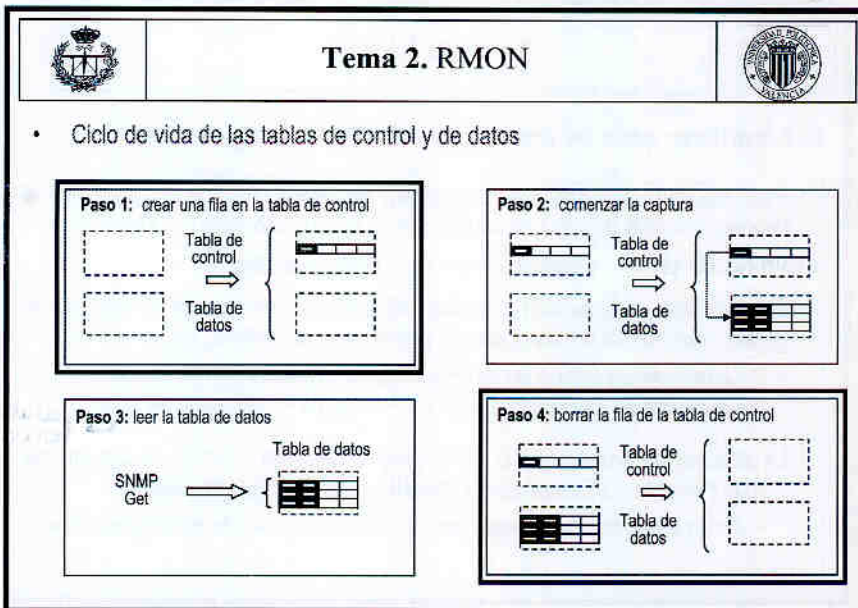 Tema 2. RMON
UNIVERSIDAD POLITECNICA
VALENCIA
• Ciclo de vida de las tablas de control y de datos
Paso 1: crear una fila en la tabla de control
Tabla de
control
Tabla de
datos
Paso 2: comenzar la captura
Tabla de
control
Tabla de
datos
Paso 3: leer la tabla de datos
Tabla de datos
SNMP
Get
Paso 4: borrar la fila de la tabla de control
Tabla de
control
Tabla de
datos